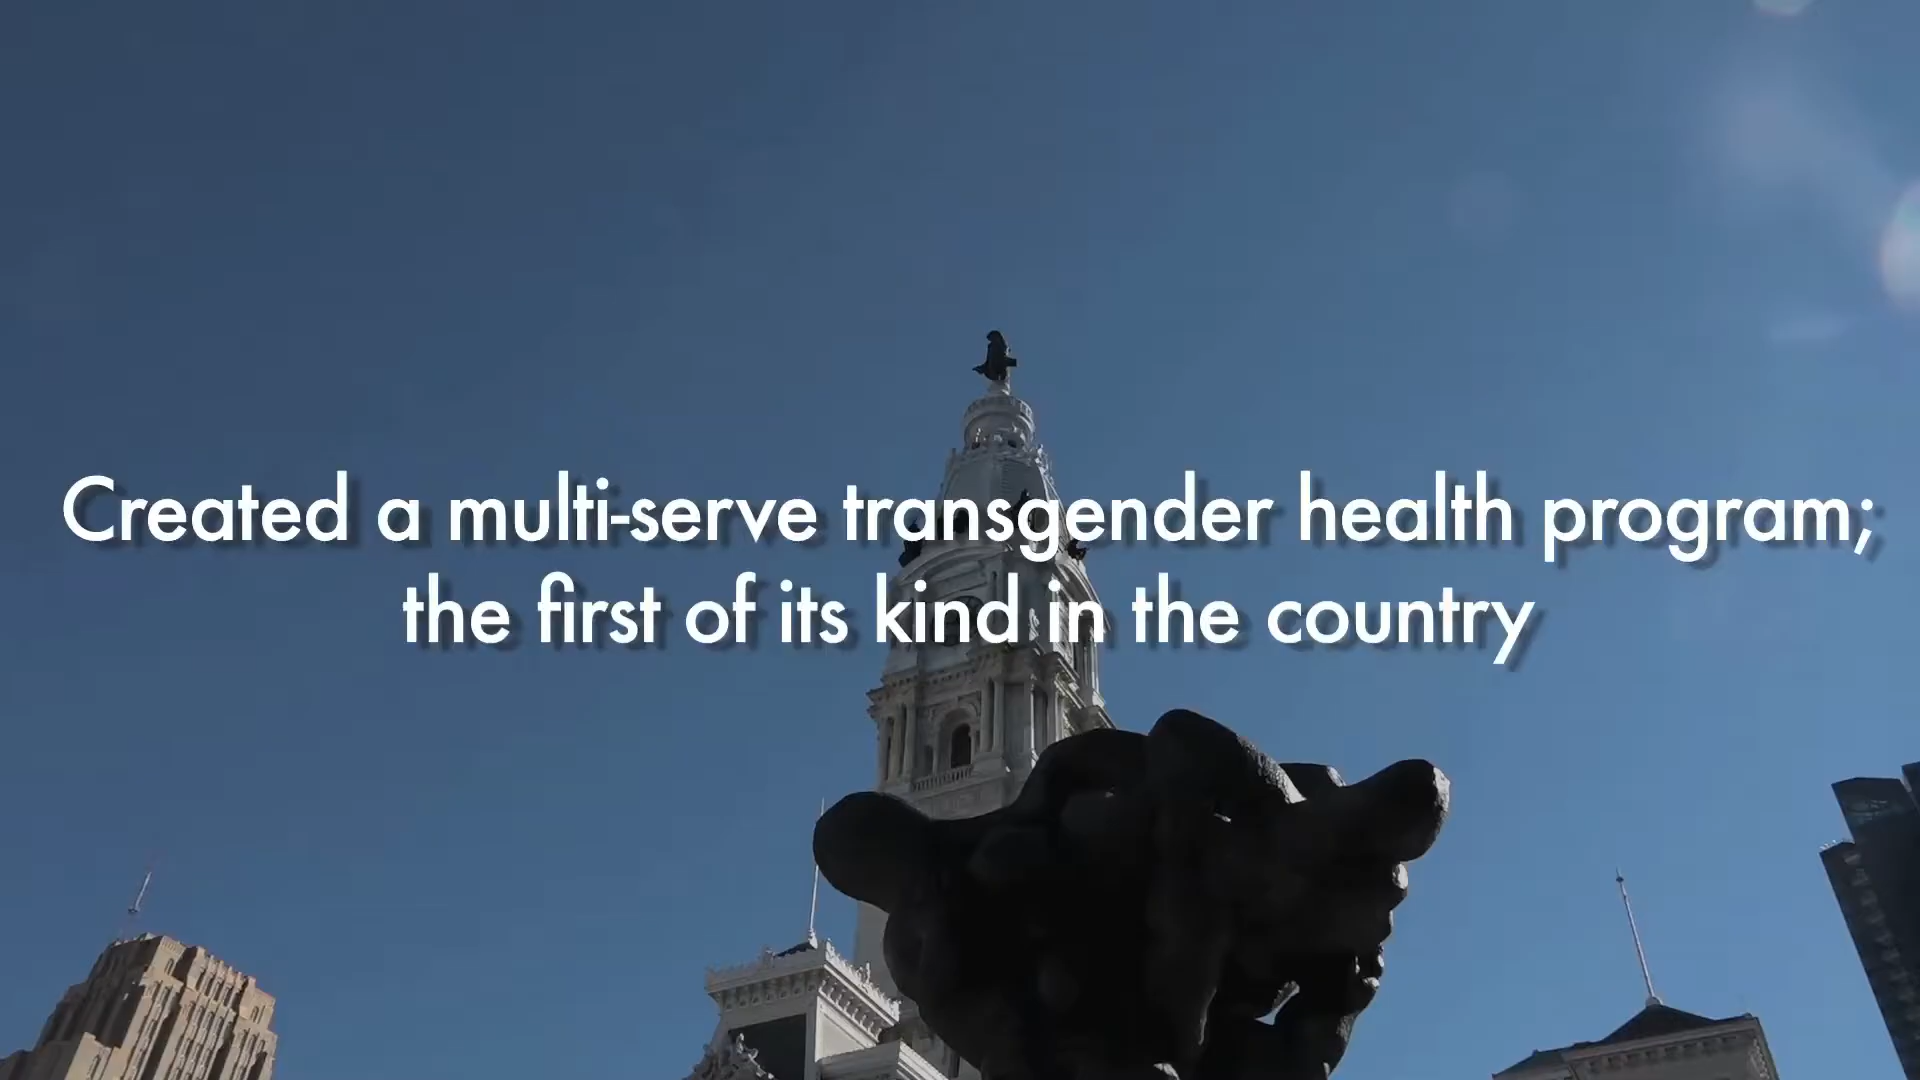 Created a multi-serve transgender health program;
the first of its kind in the country